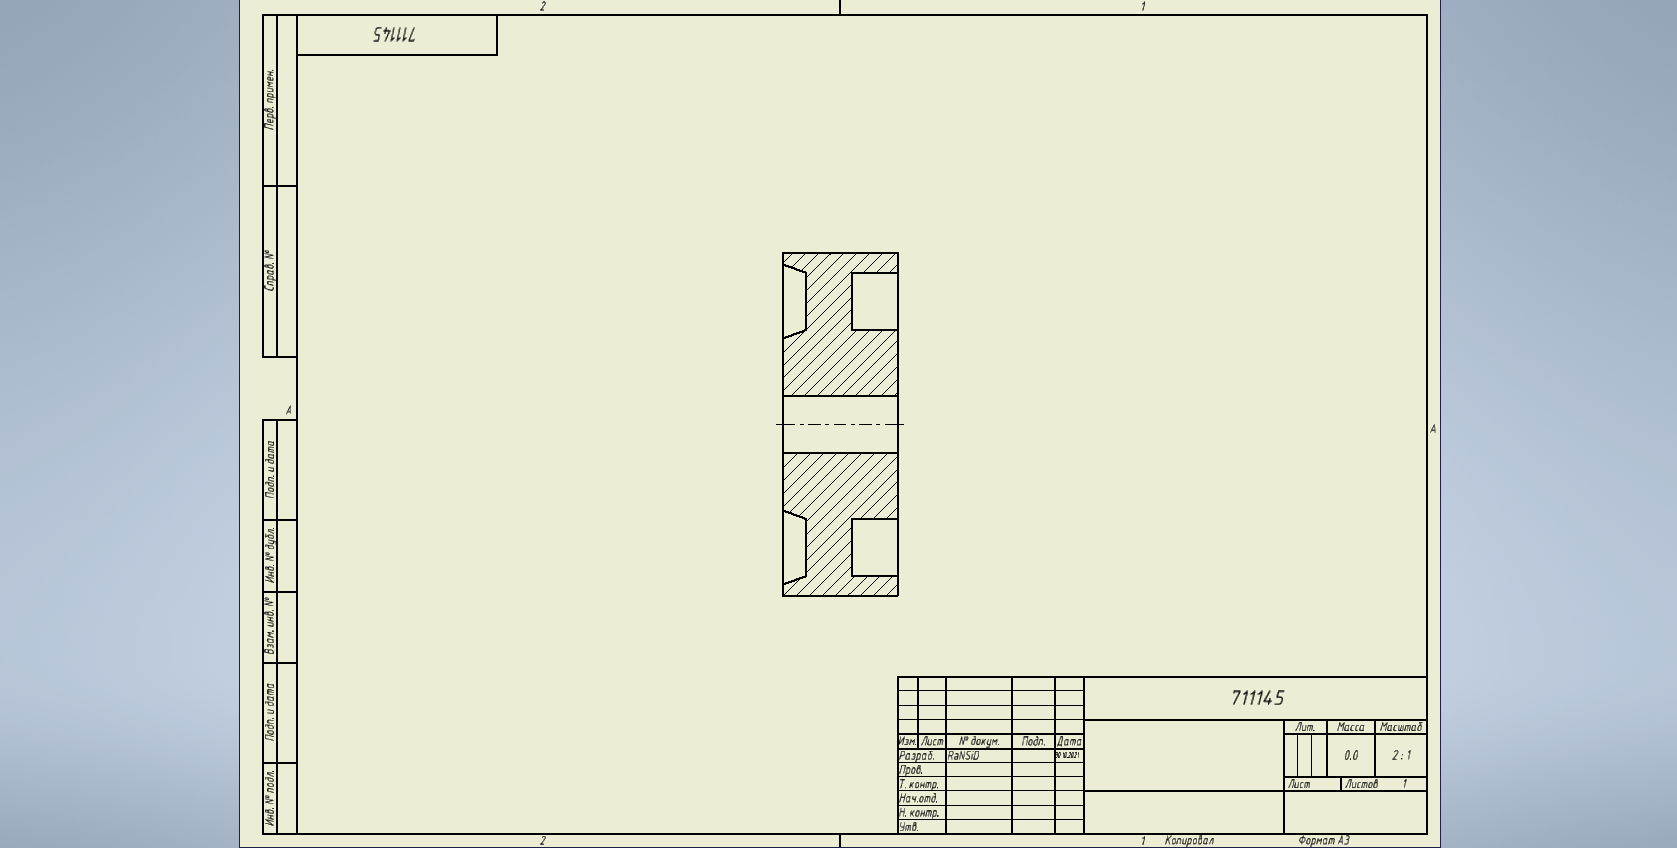 2
1
711145
Перв. примен.
Справ. №
А
А
Подп. и дата
Инв. № дубл.
Взам. инв. №
Подп. и дата
Инв. № подл.
711145
Лит. Масса Масштаб
Изм. Лист № докум. Подп. Дата
Разраб. RaNSiD 30.10.2021
0.0 2 : 1
Пров.
Т. контр.
Лист Листов 1
Нач.отд.
Н. контр.
Утв.
2
1 Копировал Формат А3